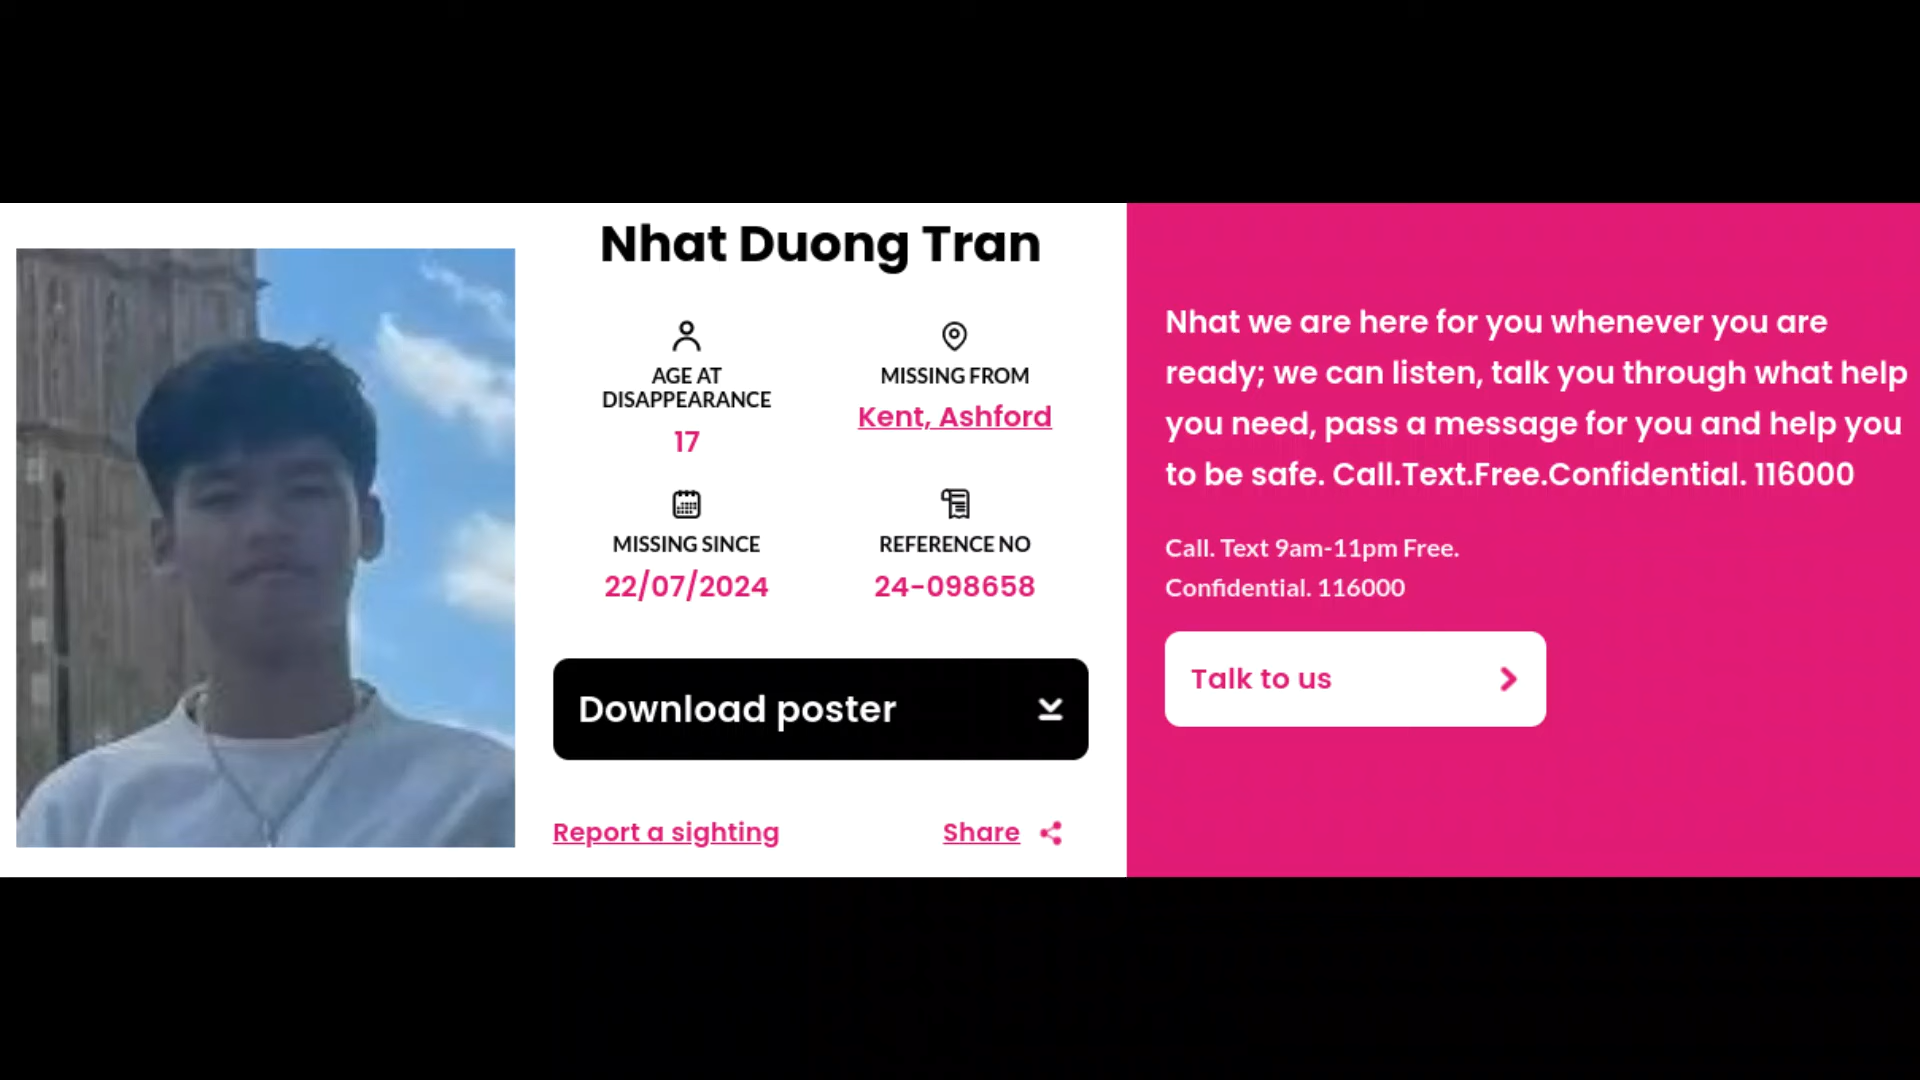 Nhat Duong Tran
AGE AT
DISAPPEARANCE
17
MISSING FROM
Kent, Ashford
MISSING SINCE
22/07/2024
REFERENCE NO
24-098658
Download poster
Report a sighting
Share
Nhat we are here for you whenever you are
ready; we can listen, talk you through what help
you need, pass a message for you and help you
to be safe. Call.Text.Free.Confidential. 116000
Call. Text 9am-11pm Free.
Confidential. 116000
Talk to us